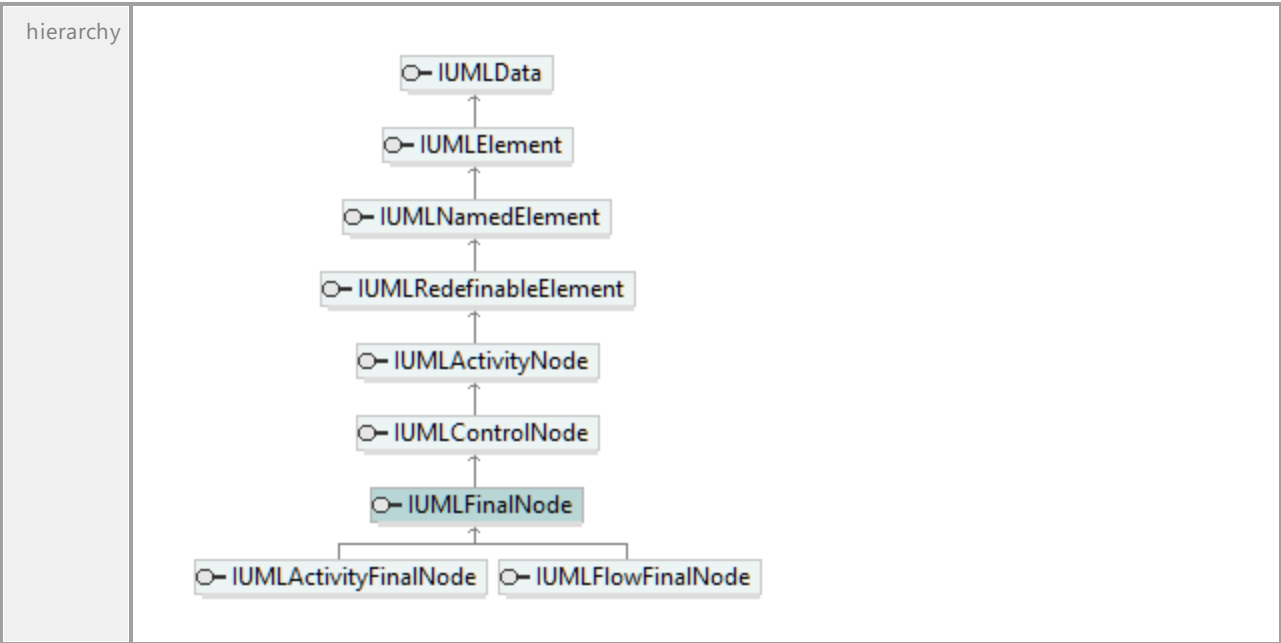 hierarchy
IUMLData
IUMLElement
IUMLNamedElement
IUMLRedefinableElement
IUMLActivityNode
IUMLControlNode
IUMLFinalNode
IUMLActivityFinalNode IUMLFlowFinalNode